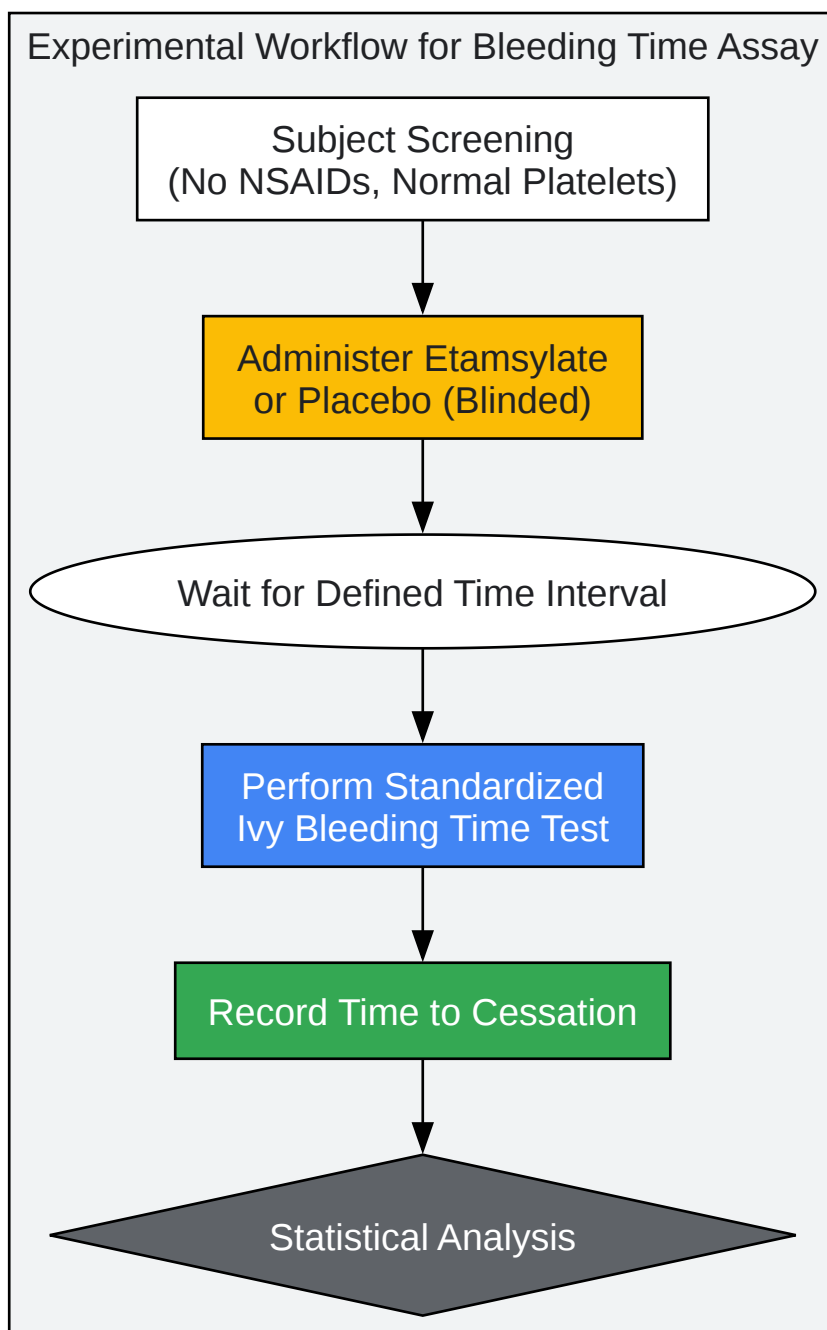 Experimental Workflow for Bleeding Time Assay
Subject Screening
(No NSAIDs, Normal Platelets)
Administer Etamsylate
or Placebo (Blinded)
Wait for Defined Time Interval
Perform Standardized
Ivy Bleeding Time Test
Record Time to Cessation
Statistical Analysis